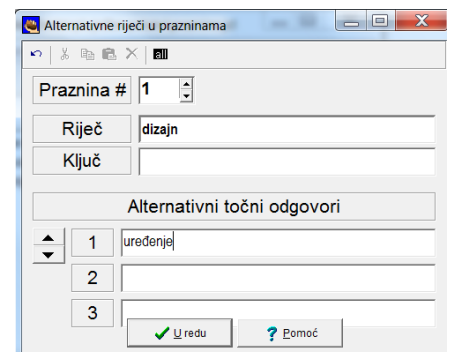 Alternativne riječi u prazninama
all
Praznina # 1
Riječ dizajn
Ključ
Alternativni točni odgovori
1 uređenje
2
3
U redu ? Pomoć